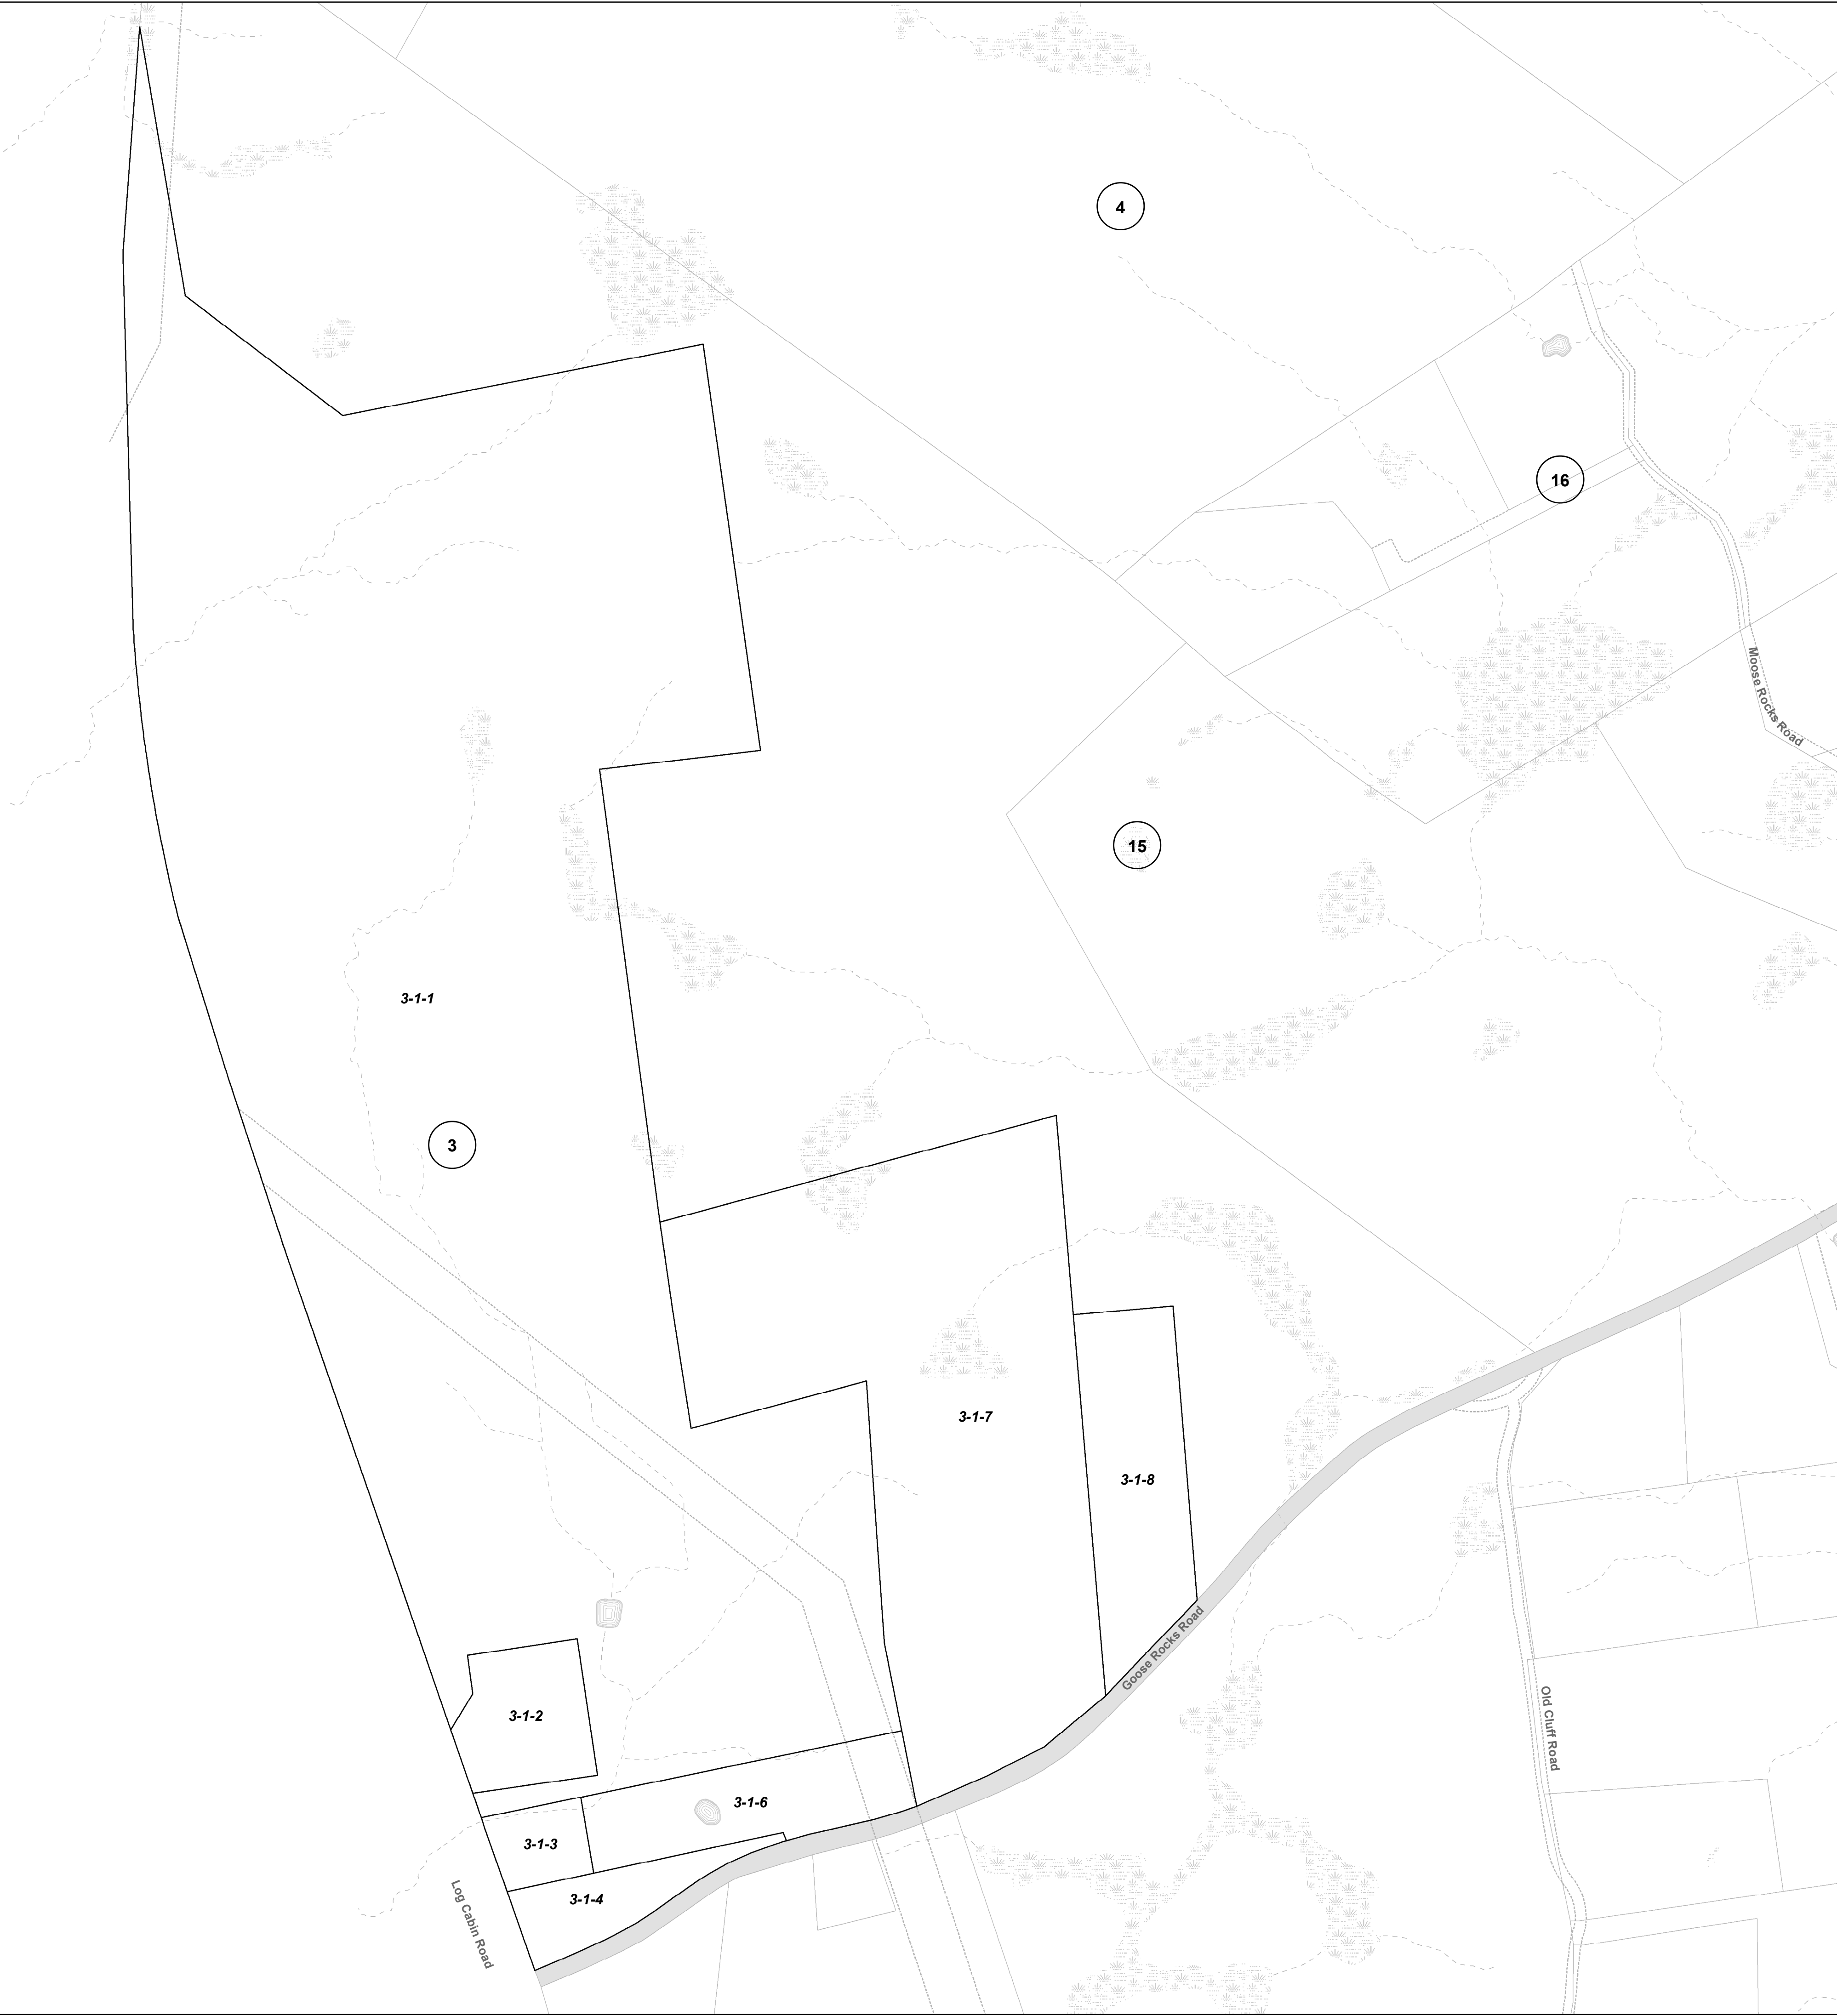 4
16
Moose Rocks Road
15
3-1-1
3
3-1-7
3-1-8
Goose Rocks Road
3-1-2
Old Cluff Road
3-1-6
3-1-3
3-1-4
Log Cabin Road